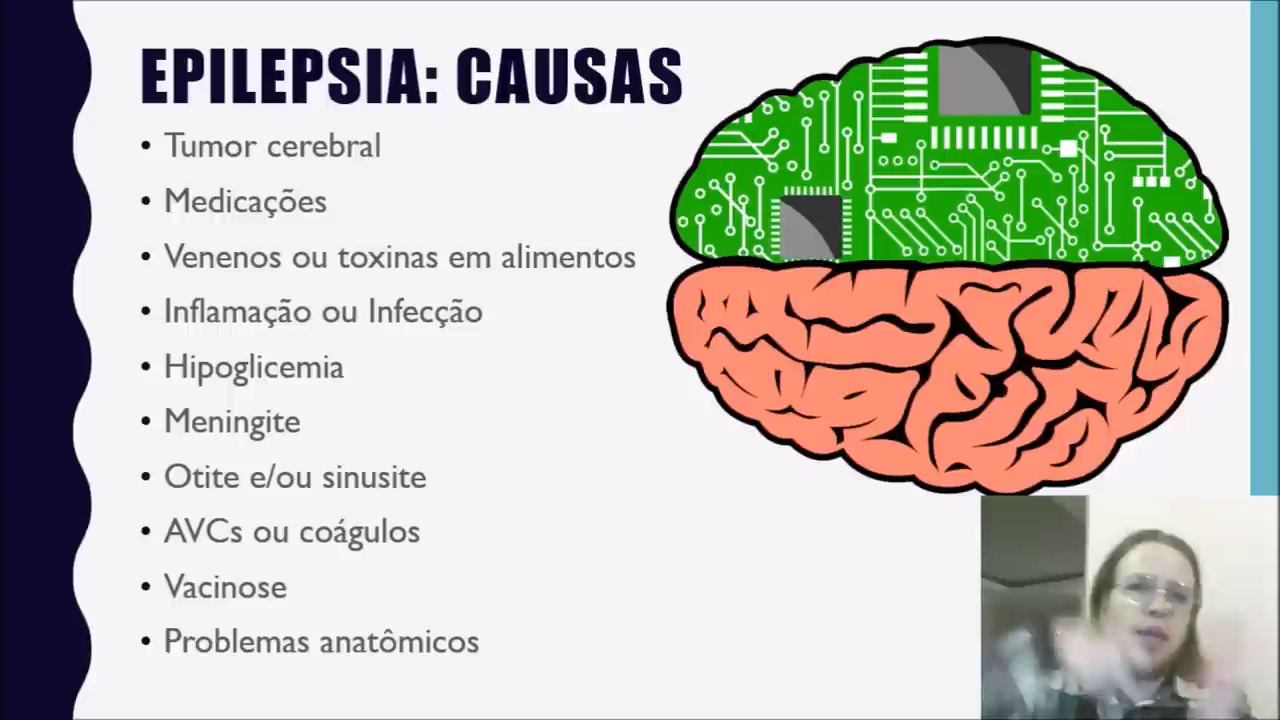 EPILEPSIA: CAUSAS
• Tumor cerebral
• Medicações
• Venenos ou toxinas em alimentos
• Inflamação ou Infecção
• Hipoglicemia
• Meningite
• Otite e/ou sinusite
• AVCs ou coágulos
• Vacinose
• Problemas anatômicos